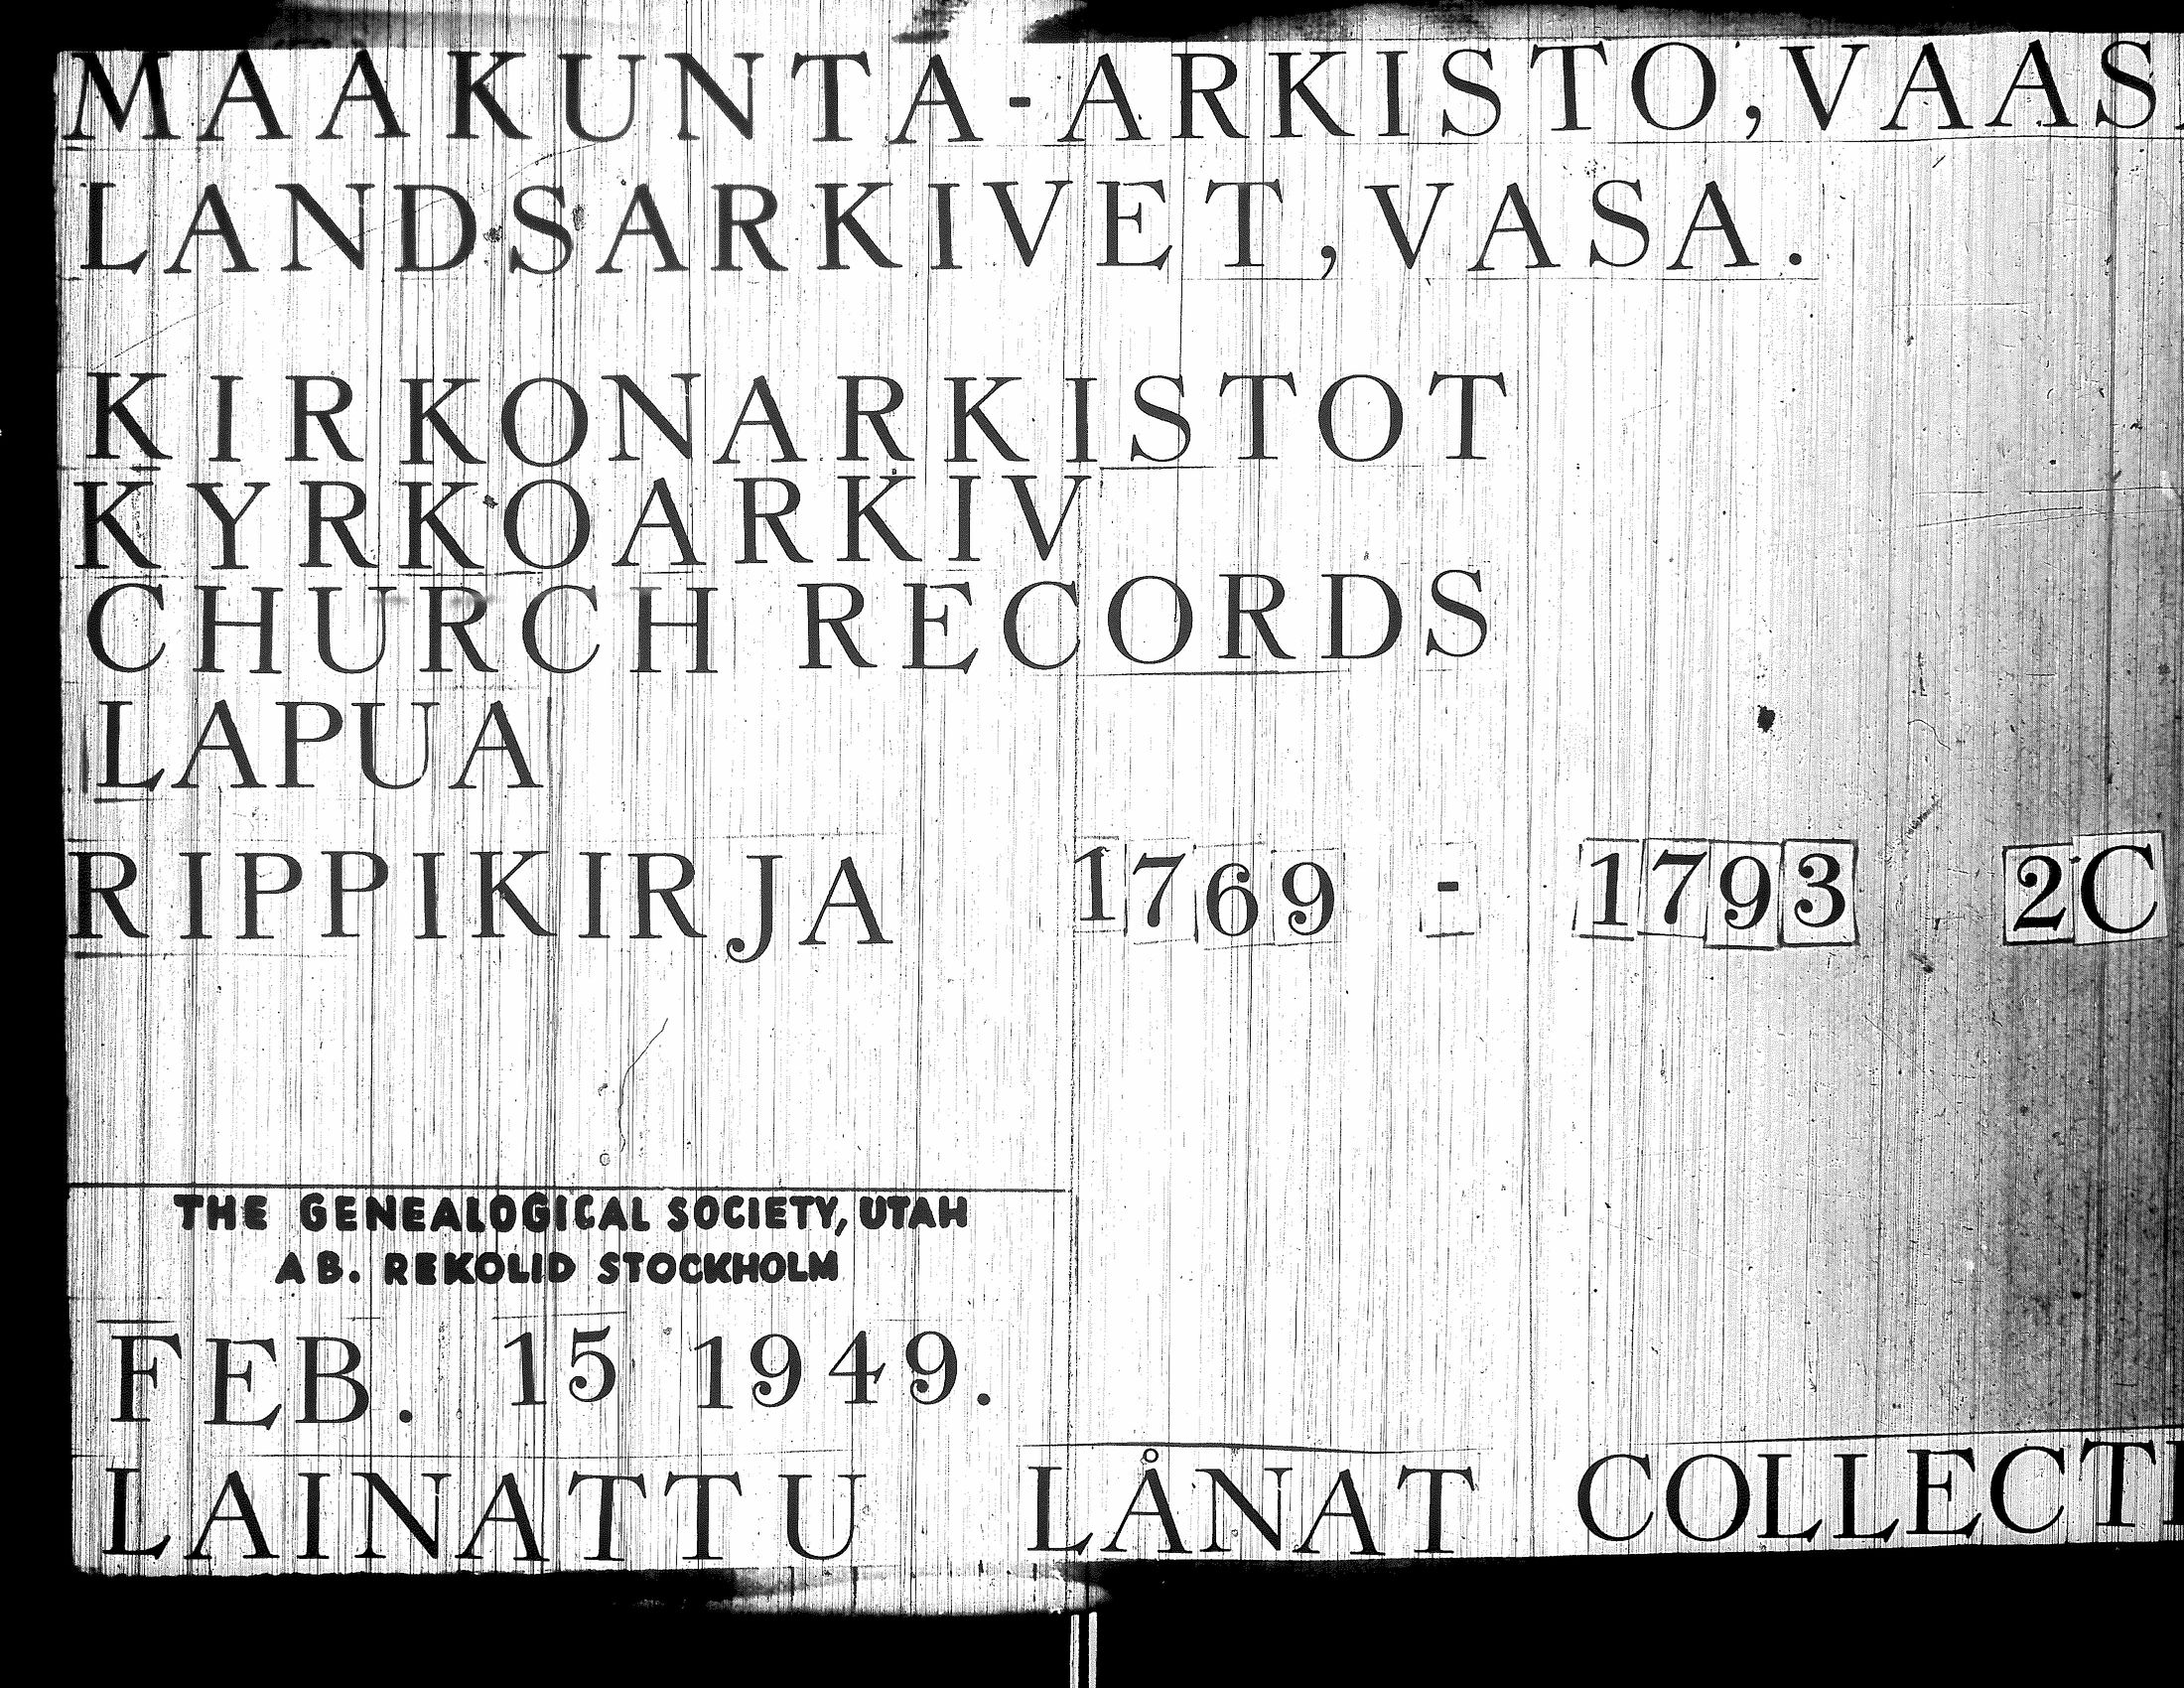 MAAKUNTA-ARKISTO, VAAS
LANDSARKIVET, VASA.
KIRKONARKISTOT
KYRKOARKIV
CHURCH RECORDS
LAPUA
RIPPIKIRJA 1769 - 1793 2C
THE GENEALOGICAL SOCIETY, UTAH
AB. REKOLID STOCKHOLM
FEB. 15 1949.
LAINATTU LÅNAT COLLECTI